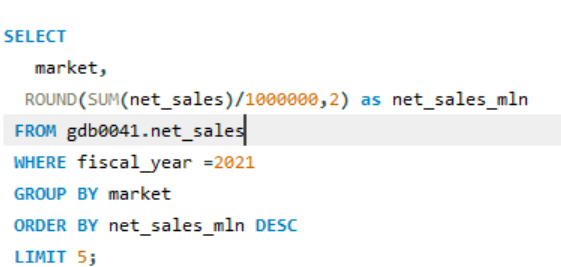 SELECT
market,
ROUND(SUM(net_sales)/1000000,2) as net_sales_mln
FROM gdb0041.net_sales
WHERE fiscal_year =2021
GROUP BY market
ORDER BY net_sales_mln DESC
LIMIT 5;